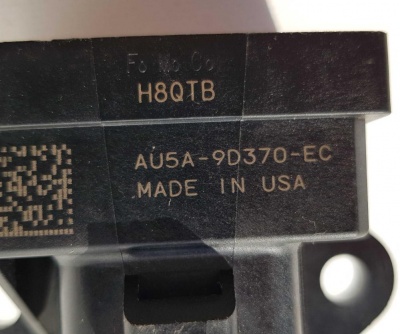 Fo Mo Co
H8QTB
AU5A-9D370-EC
MADE IN USA